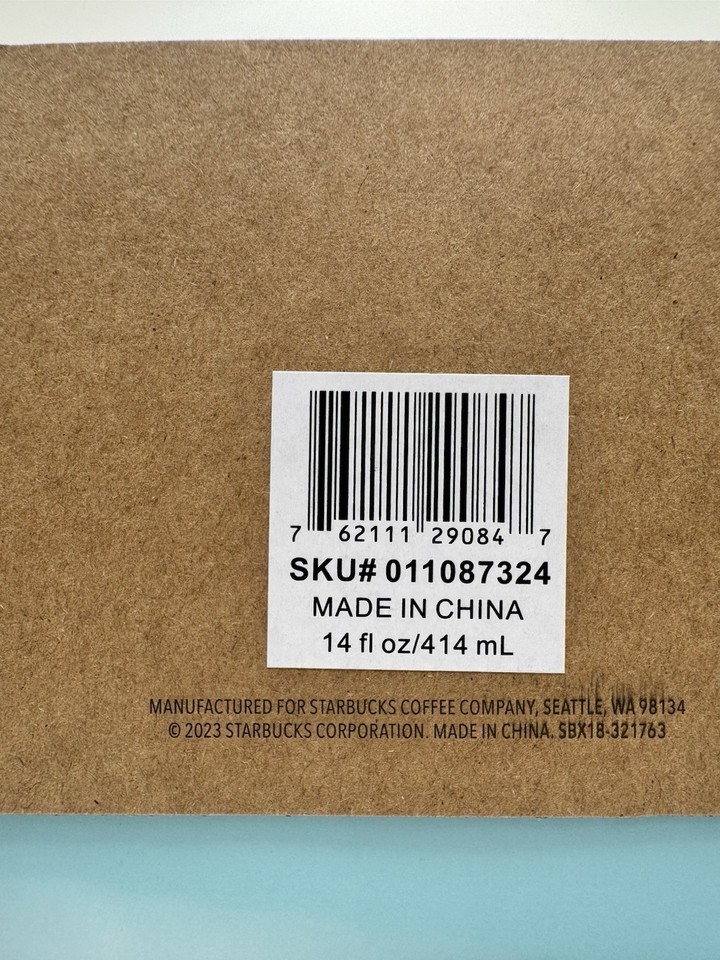 7 62111 29084 7
SKU# 011087324
MADE IN CHINA
14 fl oz/414 mL
MANUFACTURED FOR STARBUCKS COFFEE COMPANY, SEATTLE, WA 98134
© 2023 STARBUCKS CORPORATION. MADE IN CHINA. SBX18-321763